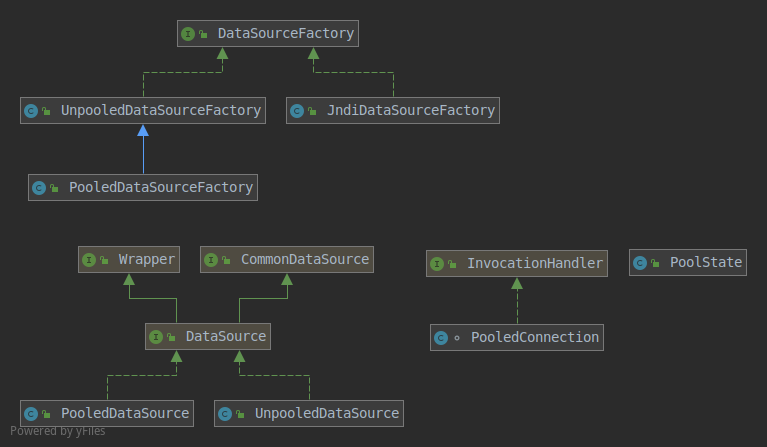 DataSourceFactory
UnpooledDataSourceFactory
JndiDataSourceFactory
PooledDataSourceFactory
Wrapper
CommonDataSource
InvocationHandler
PoolState
DataSource
PooledConnection
PooledDataSource
UnpooledDataSource
Powered by yFiles